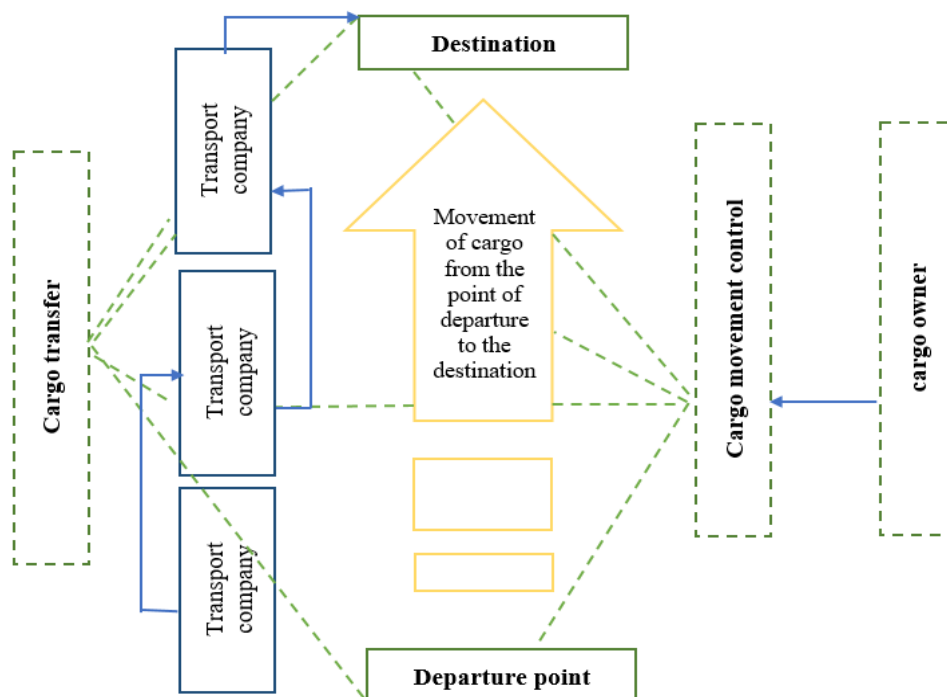 Destination
Transport
company
Transport
company
Transport
company
Cargo transfer
Movement
of cargo
from the
point of
departure
to the
destination
Cargo movement control
cargo owner
Departure point